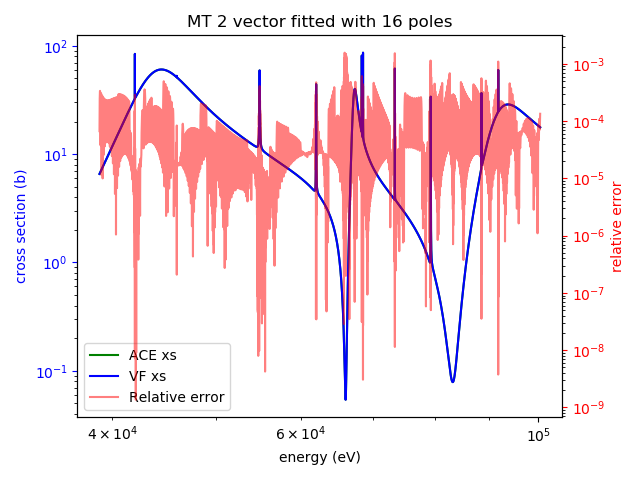 MT 2 vector fitted with 16 poles
10²
10¹
10⁰
10⁻¹
cross section (b)
10⁻³
10⁻⁴
10⁻⁵
10⁻⁶
10⁻⁷
10⁻⁸
10⁻⁹
relative error
ACE xs
VF xs
Relative error
4 × 10⁴
6 × 10⁴
10⁵
energy (eV)